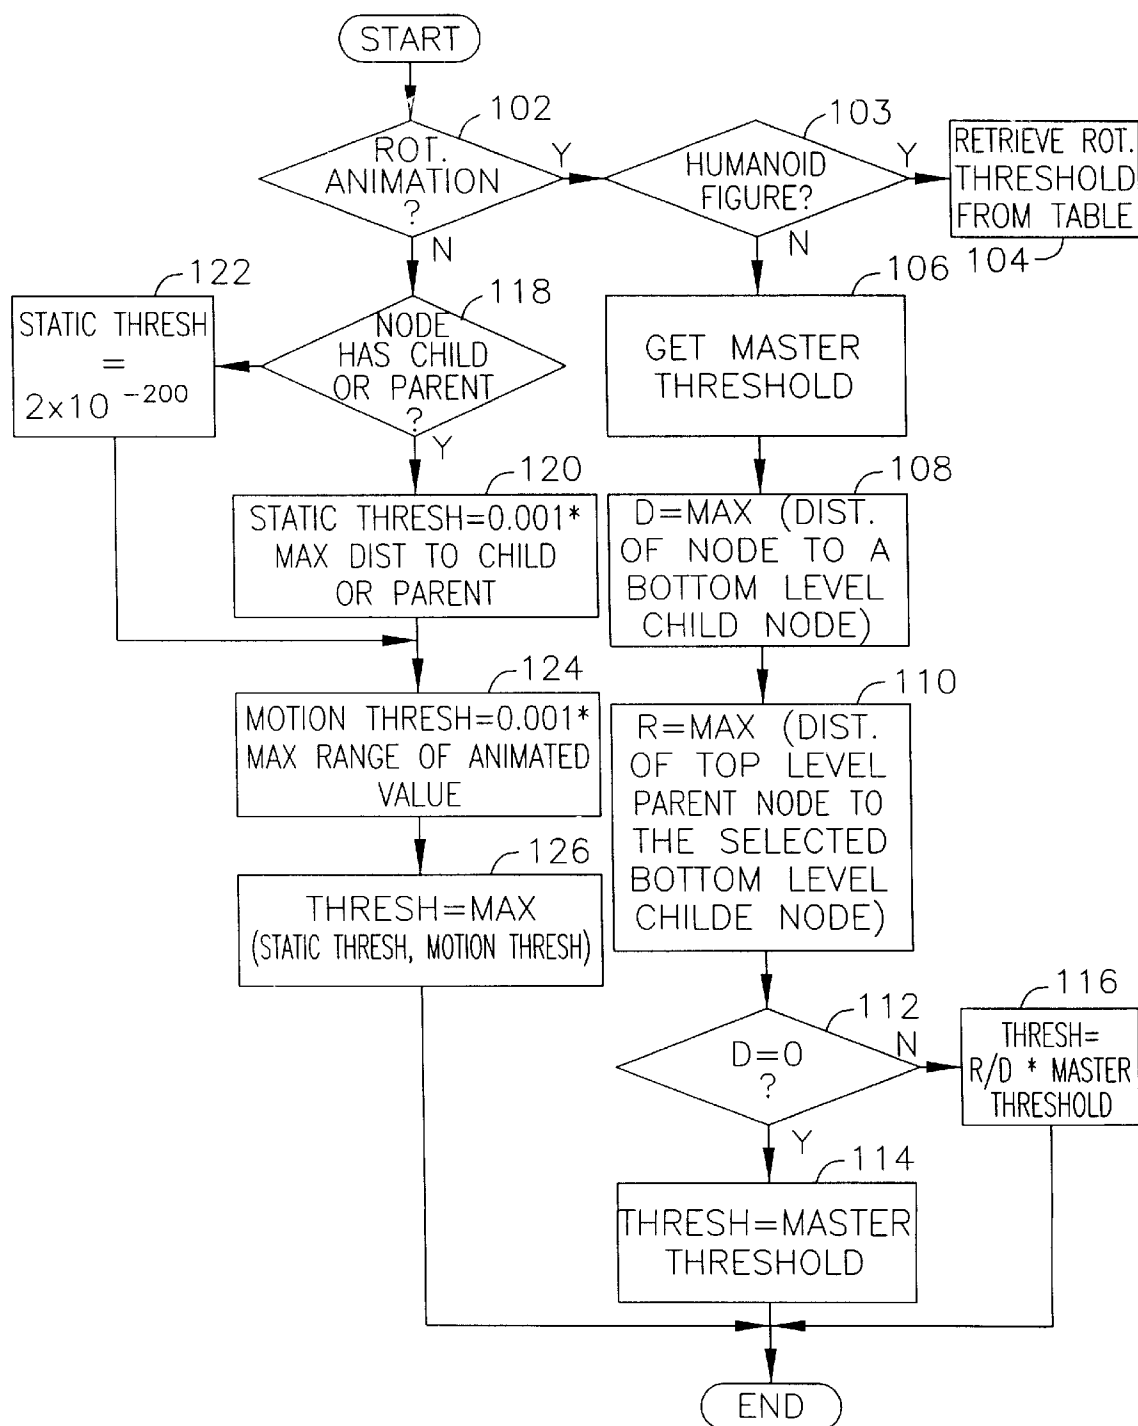 START
102
ROT.
ANIMATION
?
Y
N
103
HUMANOID
FIGURE?
Y
N
RETRIEVE ROT.
THRESHOLD
FROM TABLE
104
122
STATIC THRESH
=
2x10 -200
118
NODE
HAS CHILD
OR PARENT
?
Y
106
GET MASTER
THRESHOLD
120
STATIC THRESH=0.001*
MAX DIST TO CHILD
OR PARENT
108
D=MAX (DIST.
OF NODE TO A
BOTTOM LEVEL
CHILD NODE)
124
MOTION THRESH=0.001*
MAX RANGE OF ANIMATED
VALUE
110
R=MAX (DIST.
OF TOP LEVEL
PARENT NODE TO
THE SELECTED
BOTTOM LEVEL
CHILDE NODE)
126
THRESH=MAX
(STATIC THRESH, MOTION THRESH)
112
D=0
?
N
Y
116
THRESH=
R/D * MASTER
THRESHOLD
114
THRESH=MASTER
THRESHOLD
END